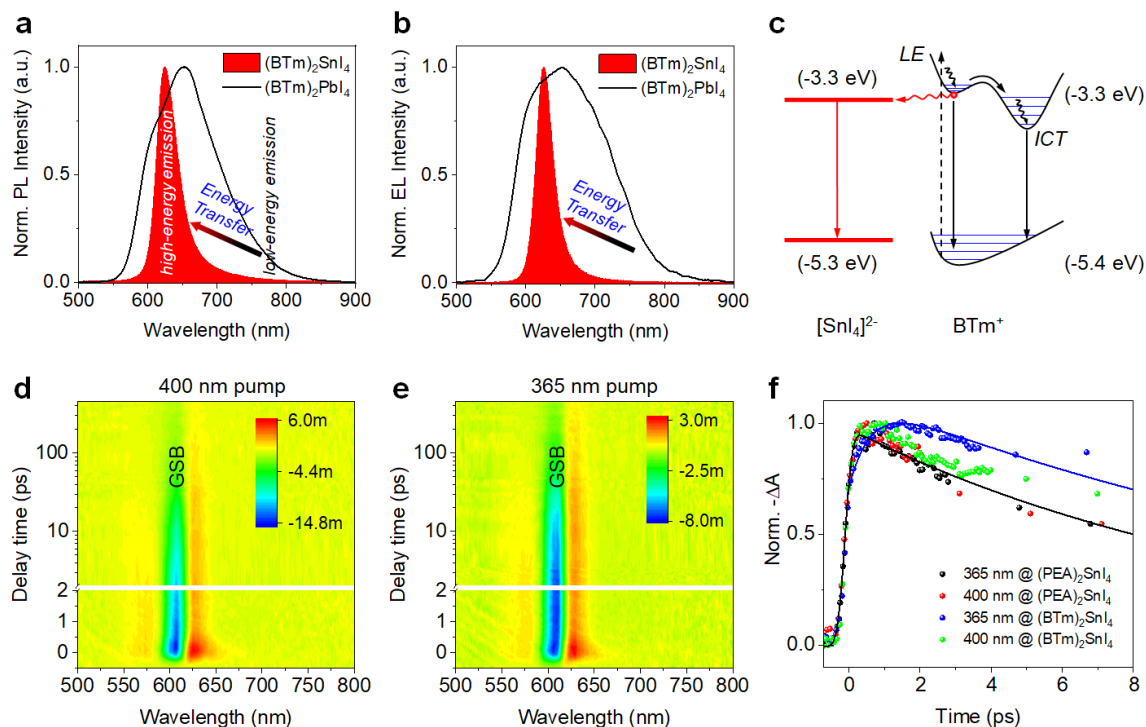 a
(BTm)₂SnI₄
(BTm)₂PbI₄
high-energy emission
low-energy emission
Energy
Transfer
Norm. PL Intensity (a.u.)
1.0
0.5
0.0
500 600 700 800 900
Wavelength (nm)
b
(BTm)₂SnI₄
(BTm)₂PbI₄
Energy
Transfer
Norm. EL Intensity (a.u.)
1.0
0.5
0.0
500 600 700 800 900
Wavelength (nm)
c
LE
(-3.3 eV)
(-3.3 eV)
ICT
(-5.3 eV)
(-5.4 eV)
[SnI₄]²⁻
BTm⁺
d
400 nm pump
6.0m
-4.4m
-14.8m
GSB
Delay time (ps)
100
10
2
1
0
500 550 600 650 700 750 800
Wavelength (nm)
e
365 nm pump
3.0m
-2.5m
-8.0m
GSB
Delay time (ps)
100
10
2
1
0
500 550 600 650 700 750 800
Wavelength (nm)
f
Norm. -ΔA
1.0
0.5
0.0
365 nm @ (PEA)₂SnI₄
400 nm @ (PEA)₂SnI₄
365 nm @ (BTm)₂SnI₄
400 nm @ (BTm)₂SnI₄
0 2 4 6 8
Time (ps)